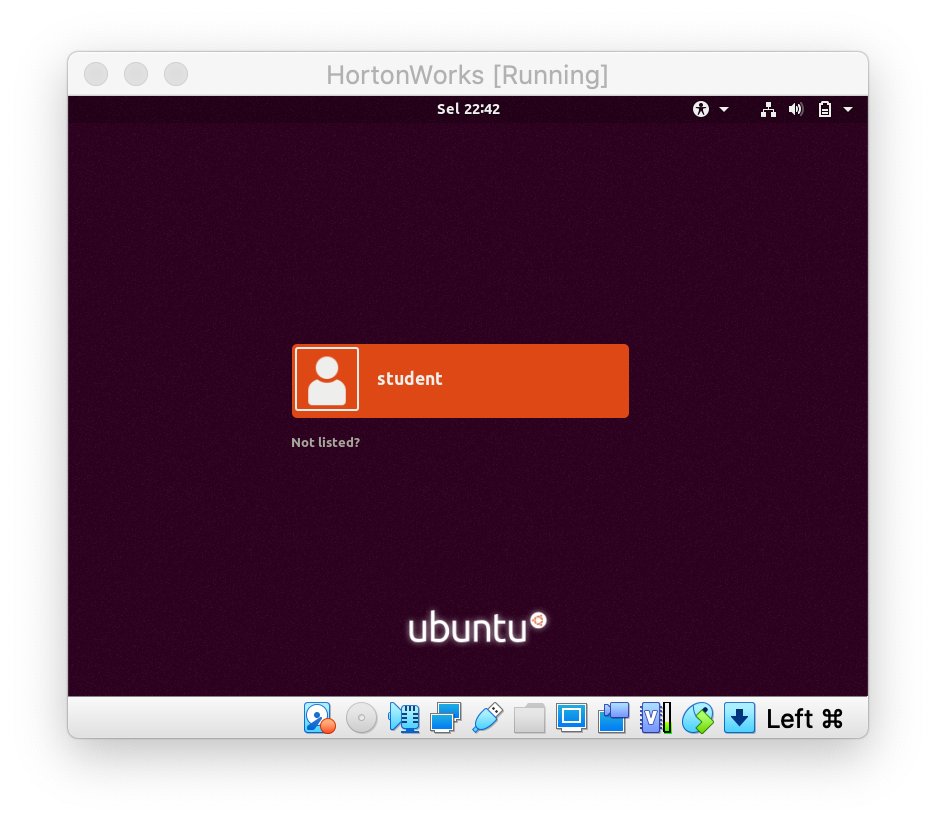 HortonWorks [Running]
Sel 22:42
student
Not listed?
ubuntu
V
Left ⌘